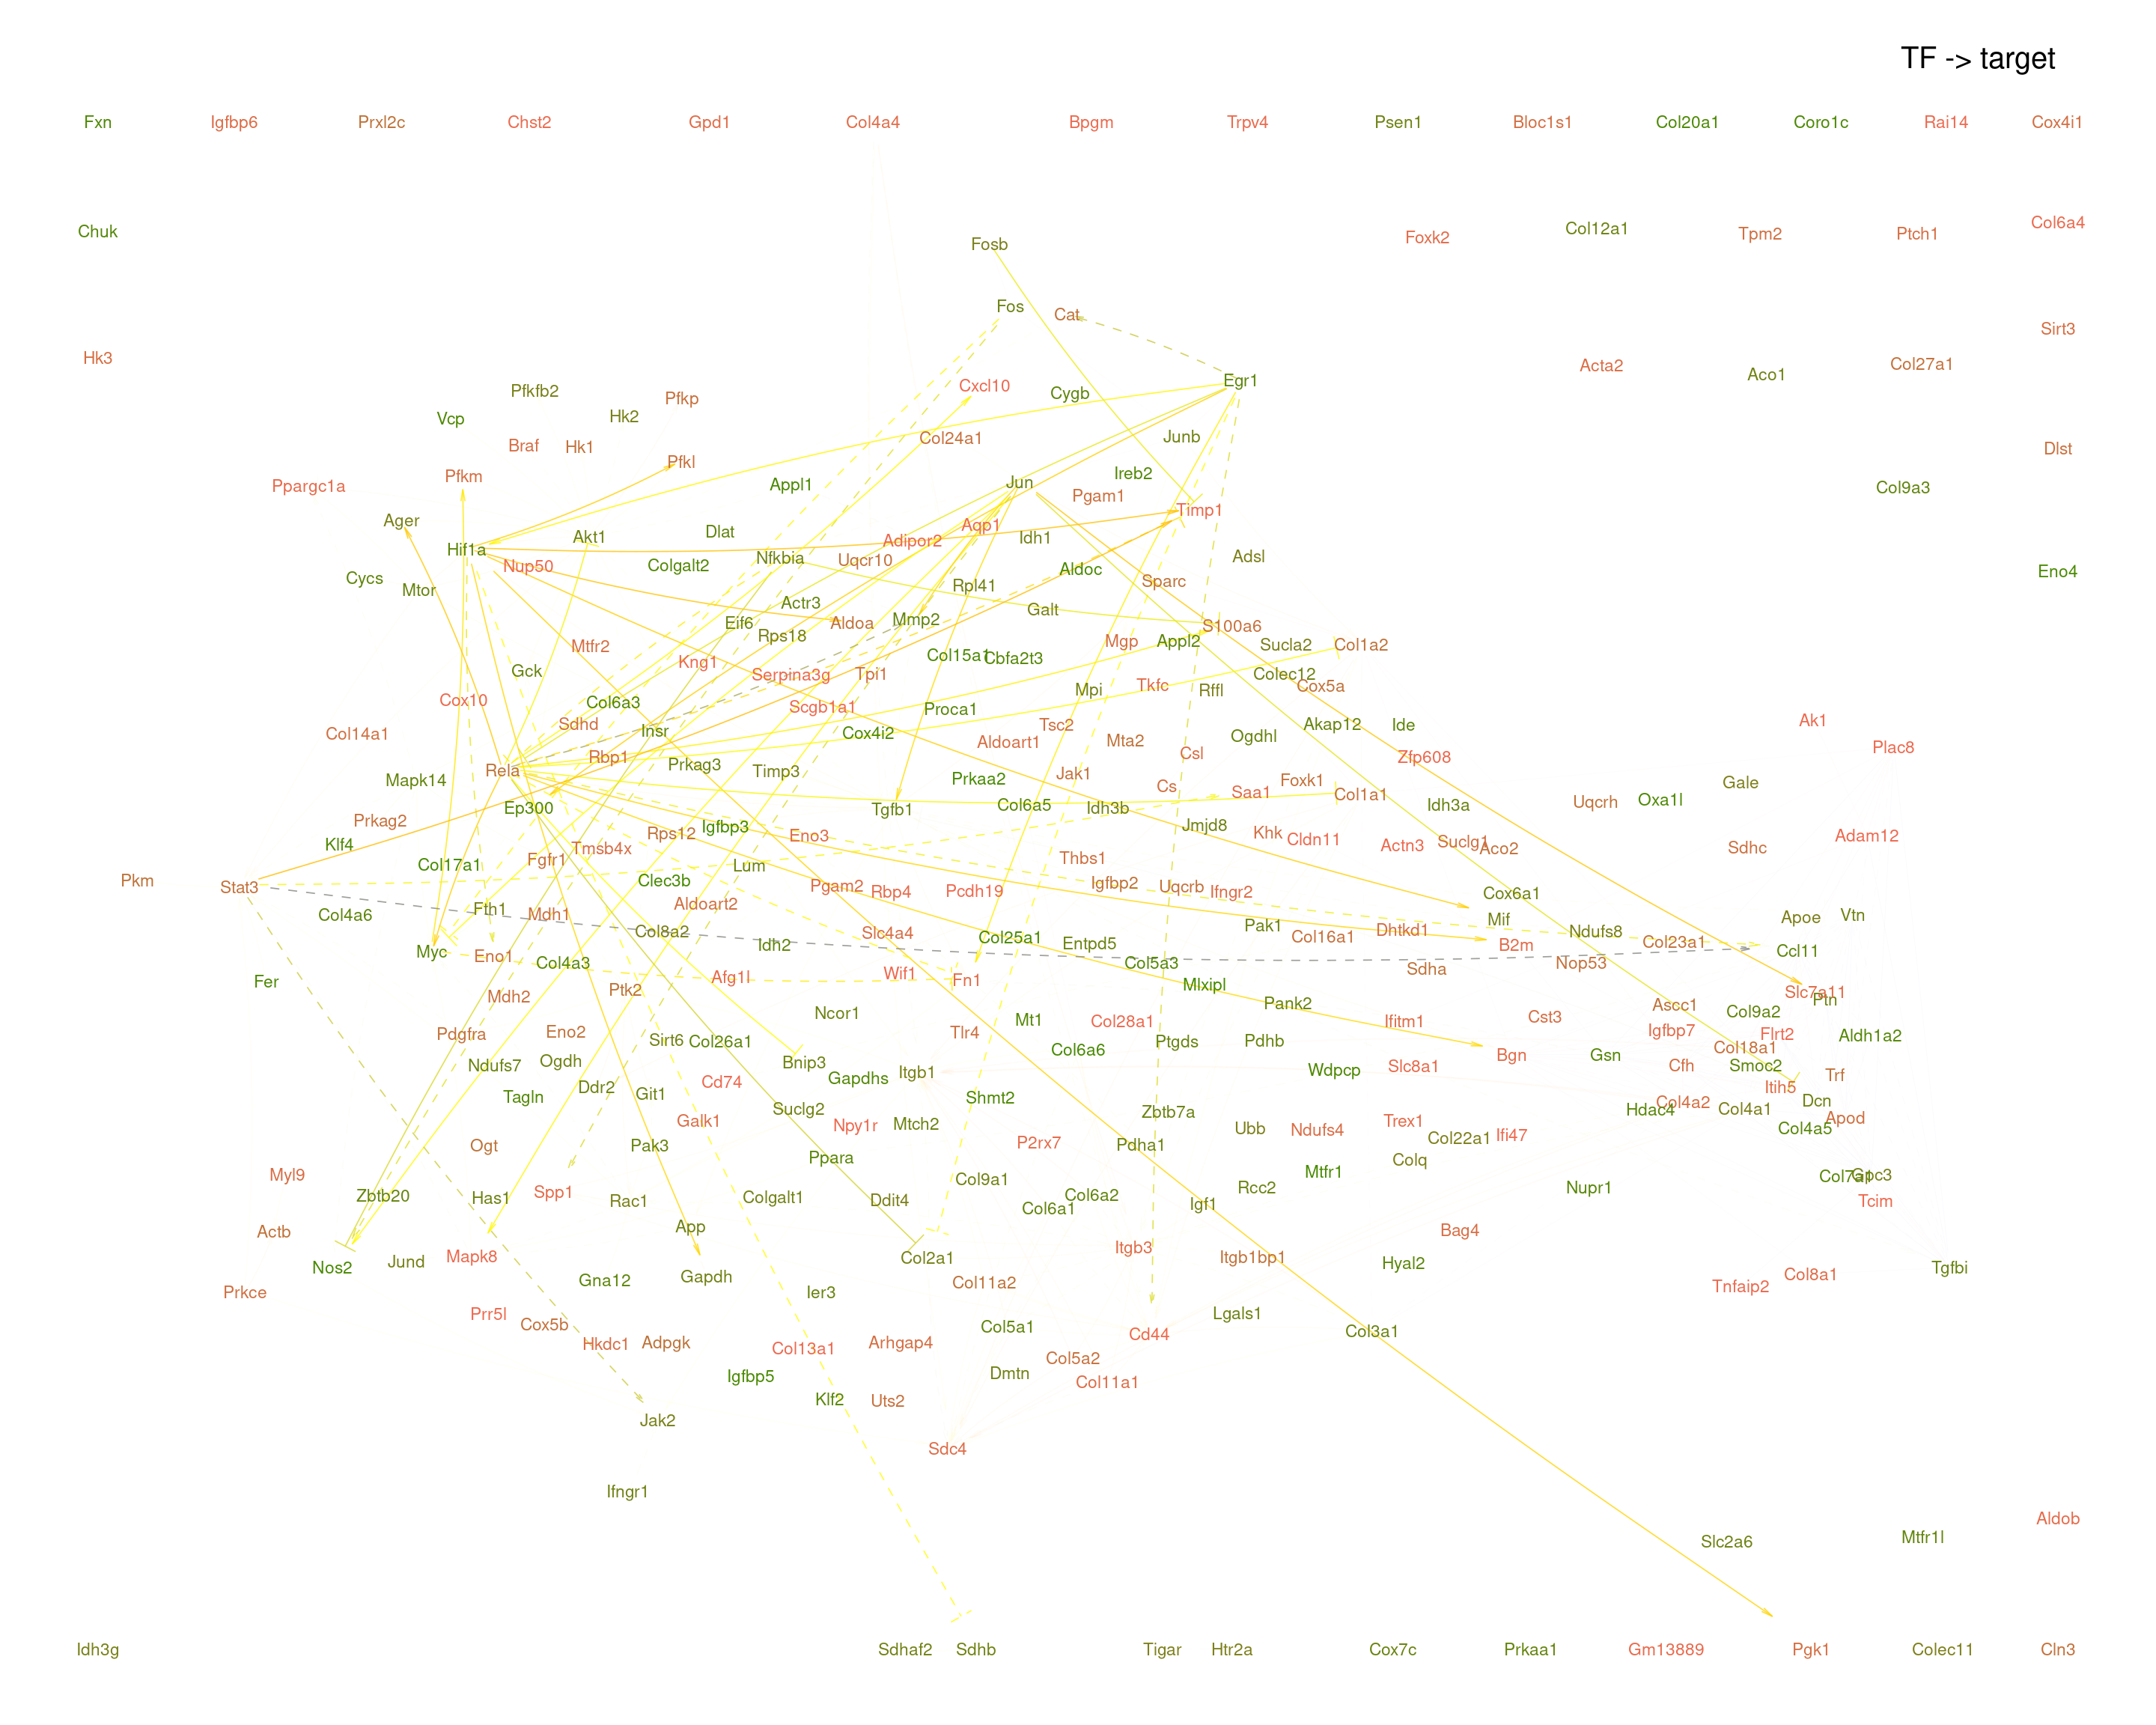 TF -> target
Fxn Igfbp6 Prxl2c Chst2 Gpd1 Col4a4 Bpgm Trpv4 Psen1 Bloc1s1 Col20a1 Coro1c Rai14 Cox4i1
Chuk Fosb Foxk2 Col12a1 Tpm2 Ptch1 Col6a4
Fos Cat Sirt3
Hk3 Pfkfb2 Pfkp Cxcl10 Cygb Egr1 Acta2 Aco1 Col27a1
Vcp Hk2 Braf Hk1 Col24a1 Junb Dlst
Ppargc1a Pfkm Pfkl Appl1 Jun Ireb2 Pgam1 Timp1 Col9a3
Ager Hif1a Akt1 Dlat Nfkbia Uqcr10 Adipor2 Aqp1 Idh1 Adsl
Cycs Mtor Nup50 Colgalt2 Actr3 Rpl41 Aldoc Sparc Eno4
Mtfr2 Eif6 Rps18 Aldoa Mmp2 Galt Mgp Appl2 S100a6 Sucla2 Col1a2
Gck Kng1 Serpina3g Tpi1 Col15a1 Cbfa2t3 Mpi Tkfc Rffl Colec12 Cox5a
Cox10 Col14a1 Sdhd Col6a3 Insr Scgb1a1 Cox4i2 Proca1 Tsc2 Akap12 Ide Ak1
Rela Rbp1 Prkag3 Timp3 Aldoart1 Mta2 Csl Ogdhl Zfp608 Plac8
Mapk14 Ep300 Tgfb1 Prkaa2 Jak1 Cs Saa1 Foxk1 Col1a1 Idh3a Uqcrh Oxa1l Gale
Prkag2 Klf4 Rps12 Igfbp3 Eno3 Col6a5 Idh3b Jmjd8 Khk Cldn11 Actn3 Suclg1 Aco2 Sdhc Adam12
Pkm Stat3 Col17a1 Fgfr1 Tmsb4x Clec3b Lum Pgam2 Rbp4 Pcdh19 Thbs1 Igfbp2 Uqcrb Ifngr2 Cox6a1
Col4a6 Fth1 Mdh1 Aldoart2 Col8a2 Idh2 Slc4a4 Col25a1 Entpd5 Pak1 Col16a1 Dhtkd1 Mif B2m Ndufs8 Col23a1 Apoe Vtn
Fer Myc Eno1 Col4a3 Afg1l Wif1 Fn1 Col5a3 Mlxipl Sdha Nop53 Ccl11
Mdh2 Ptk2 Ncor1 Mt1 Col28a1 Pank2 Ifitm1 Cst3 Ascc1 Col9a2 Slc7a11 Ptn
Pdgfra Eno2 Sirt6 Col26a1 Tlr4 Col6a6 Ptgds Pdhb Igfbp7 Flrt2 Aldh1a2
Ndufs7 Ogdh Bnip3 Gapdhs Itgb1 Wdpcp Slc8a1 Bgn Gsn Cfh Col18a1 Smoc2 Trf
Tagln Ddr2 Git1 Cd74 Suclg2 Shmt2 Zbtb7a Hdac4 Col4a2 Col4a1 Itih5 Dcn
Ogt Pak3 Galk1 Npy1r Mtch2 P2rx7 Pdha1 Ubb Ndufs4 Trex1 Col22a1 Ifi47 Col4a5 Apod
Myl9 Zbtb20 Has1 Spp1 Rac1 Colgalt1 Ppara Ddit4 Col9a1 Col6a1 Col6a2 Igf1 Rcc2 Mtfr1 Colq Nupr1 Col7a1 Gpc3 Tcim
Actb Nos2 Jund Mapk8 Gna12 App Gapdh Col2a1 Itgb3 Itgb1bp1 Hyal2 Bag4 Tgfbi
Prkce Prr5l Cox5b Ier3 Col11a2 Lgals1 Tnfaip2 Col8a1
Hkdc1 Adpgk Col13a1 Arhgap4 Col5a1 Cd44 Col3a1
Igfbp5 Klf2 Uts2 Dmtn Col5a2 Col11a1
Jak2 Sdc4
Ifngr1 Slc2a6 Mtfr1l Aldob
Idh3g Sdhaf2 Sdhb Tigar Htr2a Cox7c Prkaa1 Gm13889 Pgk1 Colec11 Cln3